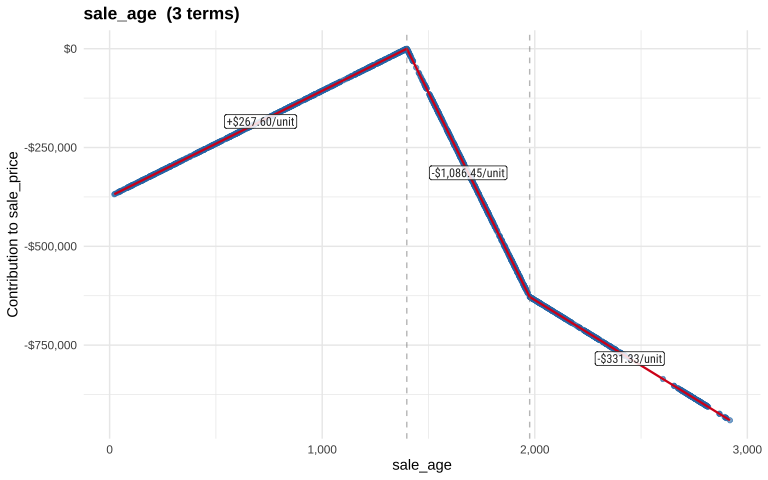 sale_age  (3 terms)
$0
-$250,000
-$500,000
-$750,000
Contribution to sale_price
+$267.60/unit
-$1,086.45/unit
-$331.33/unit
0
1,000
2,000
3,000
sale_age